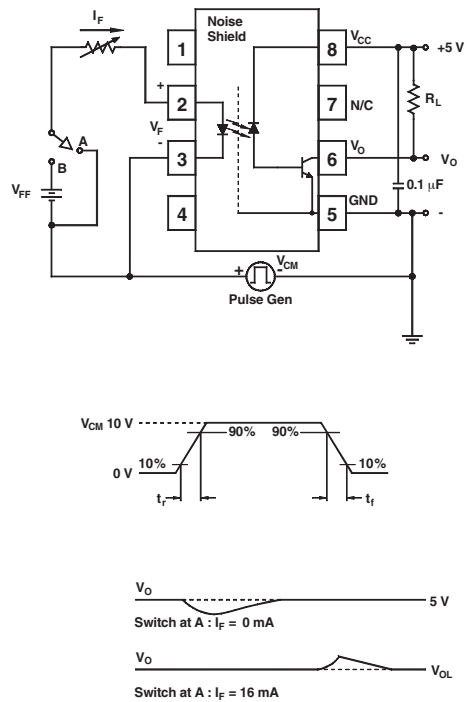 I_F
Noise
Shield
1
8
V_CC
+5 V
+
2
7
N/C
R_L
V_F
A
-
3
6
V_O
V_O
B
V_FF
4
5
GND
0.1 μF
-
+
V_CM
-
Pulse Gen
V_CM 10 V
90%
90%
10%
10%
0 V
t_r
t_f
V_O
5 V
Switch at A : I_F = 0 mA
V_O
V_OL
Switch at A : I_F = 16 mA